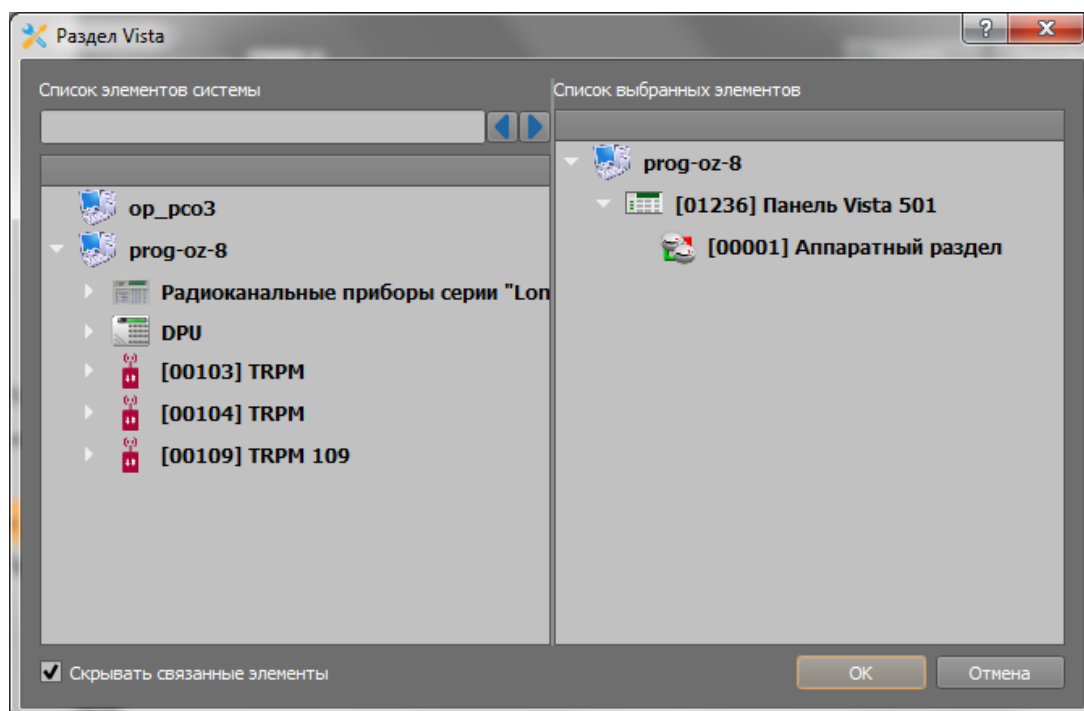 Раздел Vista
Список элементов системы
Список выбранных элементов
op_pco3
prog-oz-8
Радиоканальные приборы серии "Lon
DPU
[00103] TRPM
[00104] TRPM
[00109] TRPM 109
prog-oz-8
[01236] Панель Vista 501
[00001] Аппаратный раздел
Скрывать связанные элементы
OK
Отмена